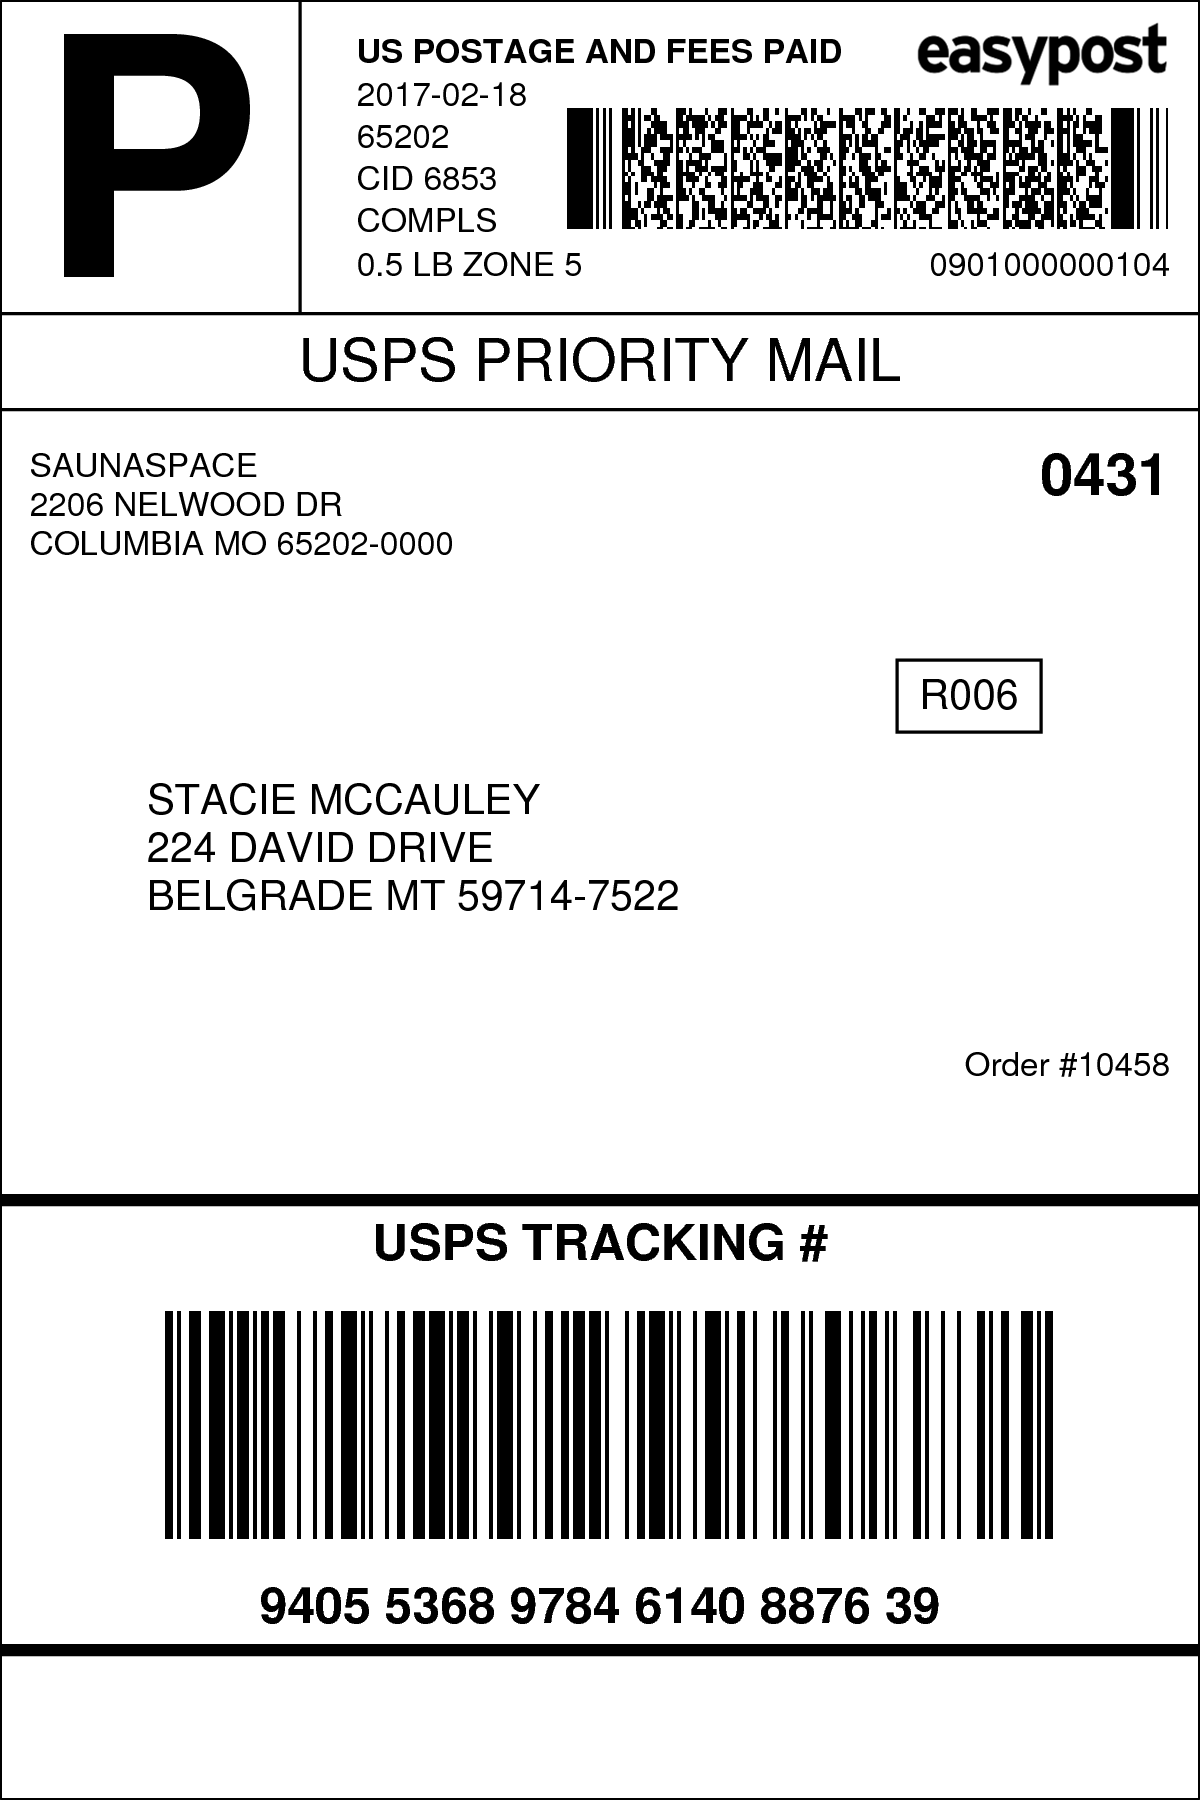 P
US POSTAGE AND FEES PAID
easypost
2017-02-18
65202
CID 6853
COMPLS
0.5 LB ZONE 5
0901000000104
USPS PRIORITY MAIL
SAUNASPACE
2206 NELWOOD DR
COLUMBIA MO 65202-0000
0431
R006
STACIE MCCAULEY
224 DAVID DRIVE
BELGRADE MT 59714-7522
Order #10458
USPS TRACKING #
9405 5368 9784 6140 8876 39